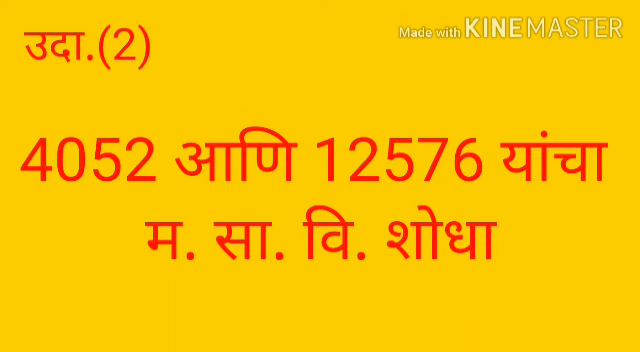 उदा.(2)
Made with KINEMASTER
4052 आणि 12576 यांचा
म. सा. वि. शोधा